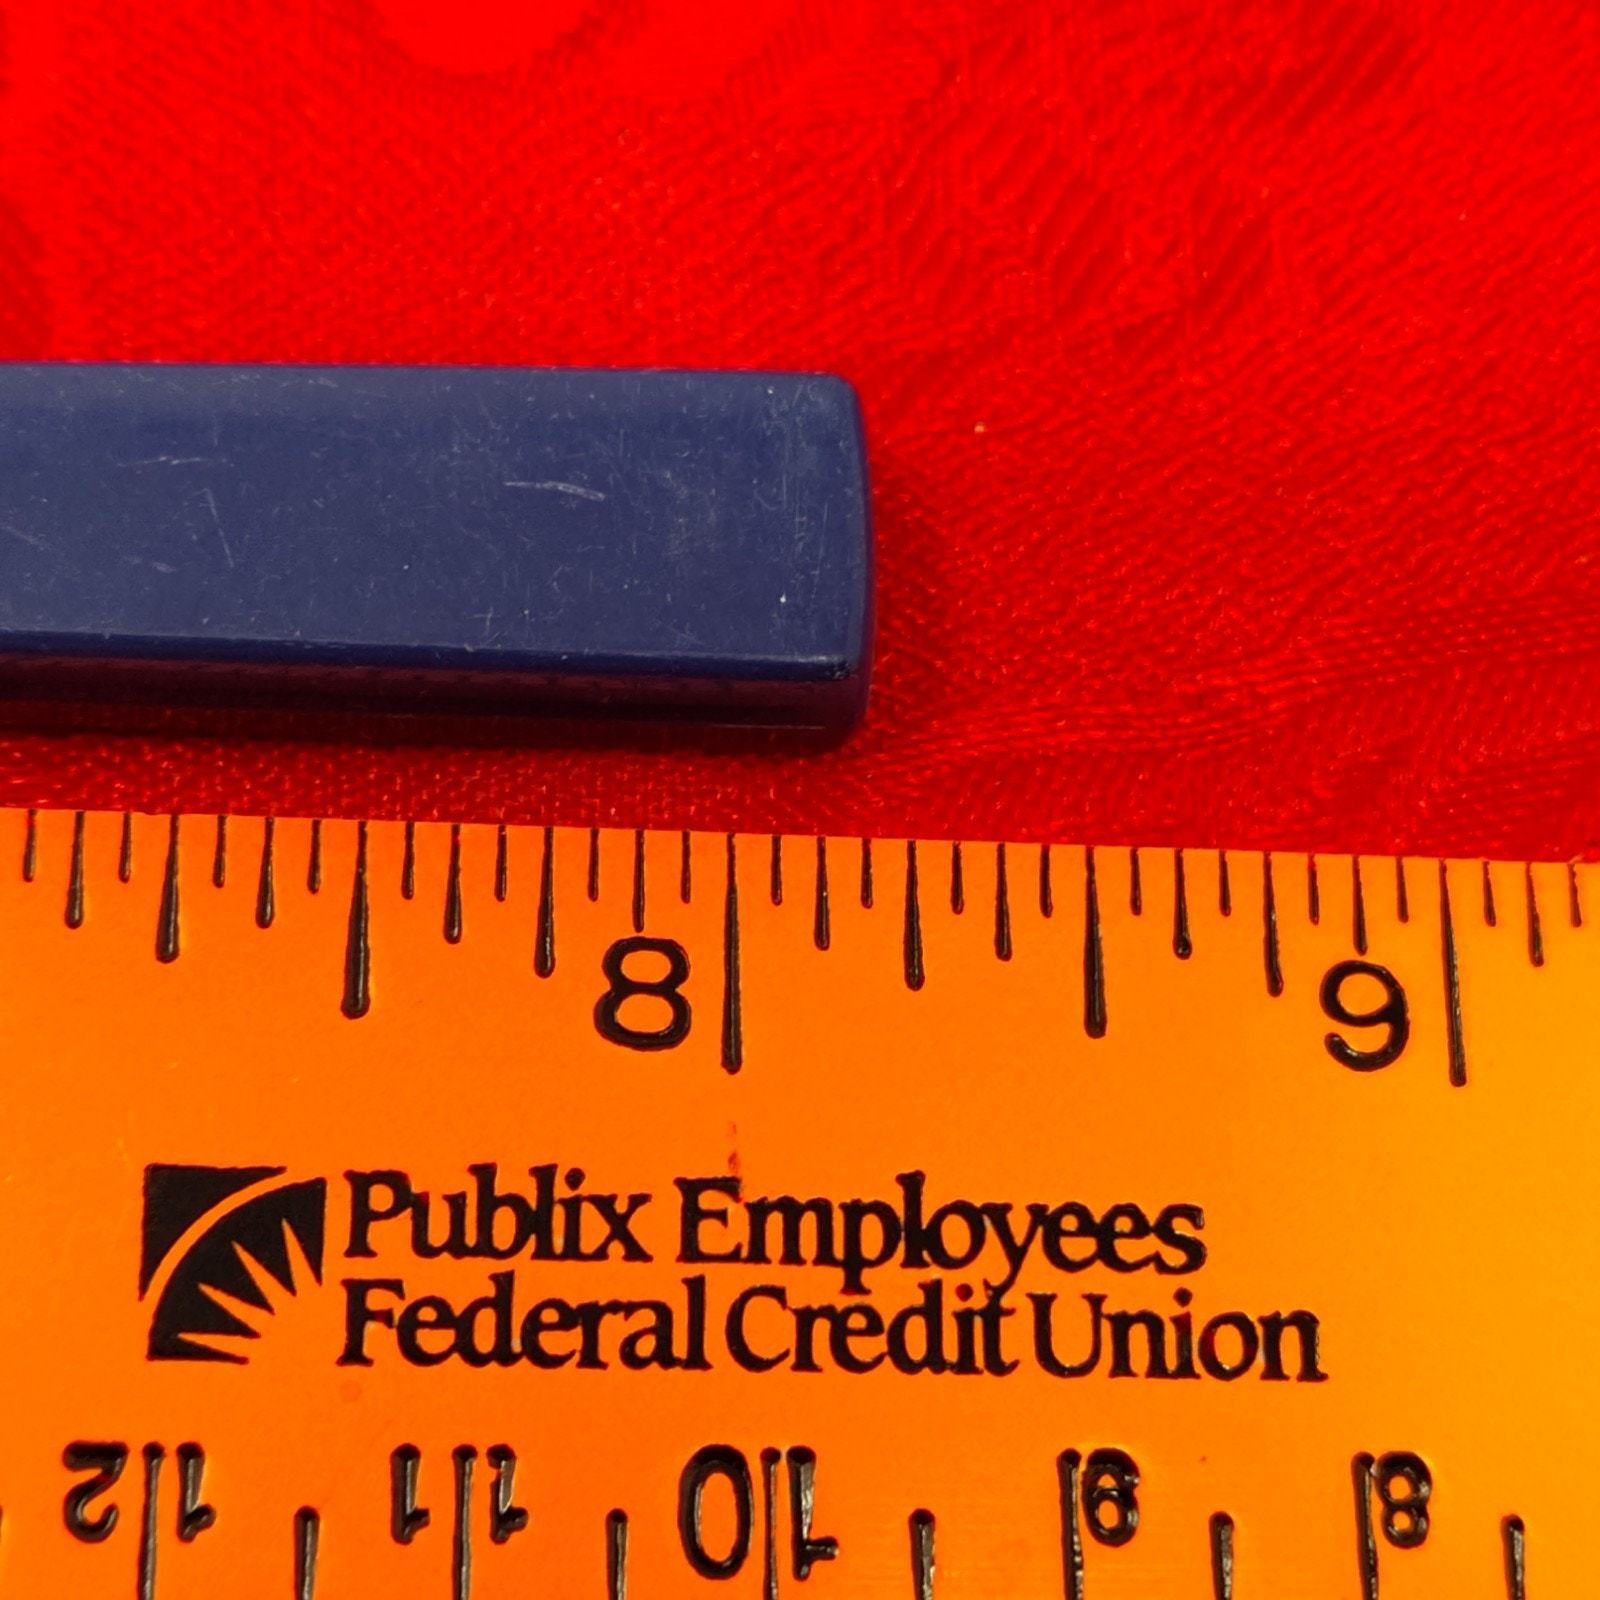 8 9
Publix Employees
Federal Credit Union
12 11 10 9 8